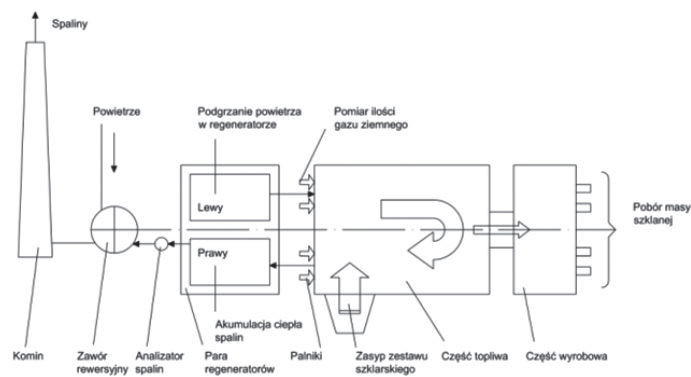 Spaliny
Powietrze
Podgrzanie powietrza
w regeneratorze
Pomiar ilości
gazu ziemnego
Lewy
Prawy
Pobór masy
szklanej
Akumulacja ciepła
spalin
Komin
Zawór
rewersyjny
Analizator
spalin
Para
regeneratorów
Palniki
Zasyp zestawu
szklarskiego
Część topliwa
Część wyrobowa